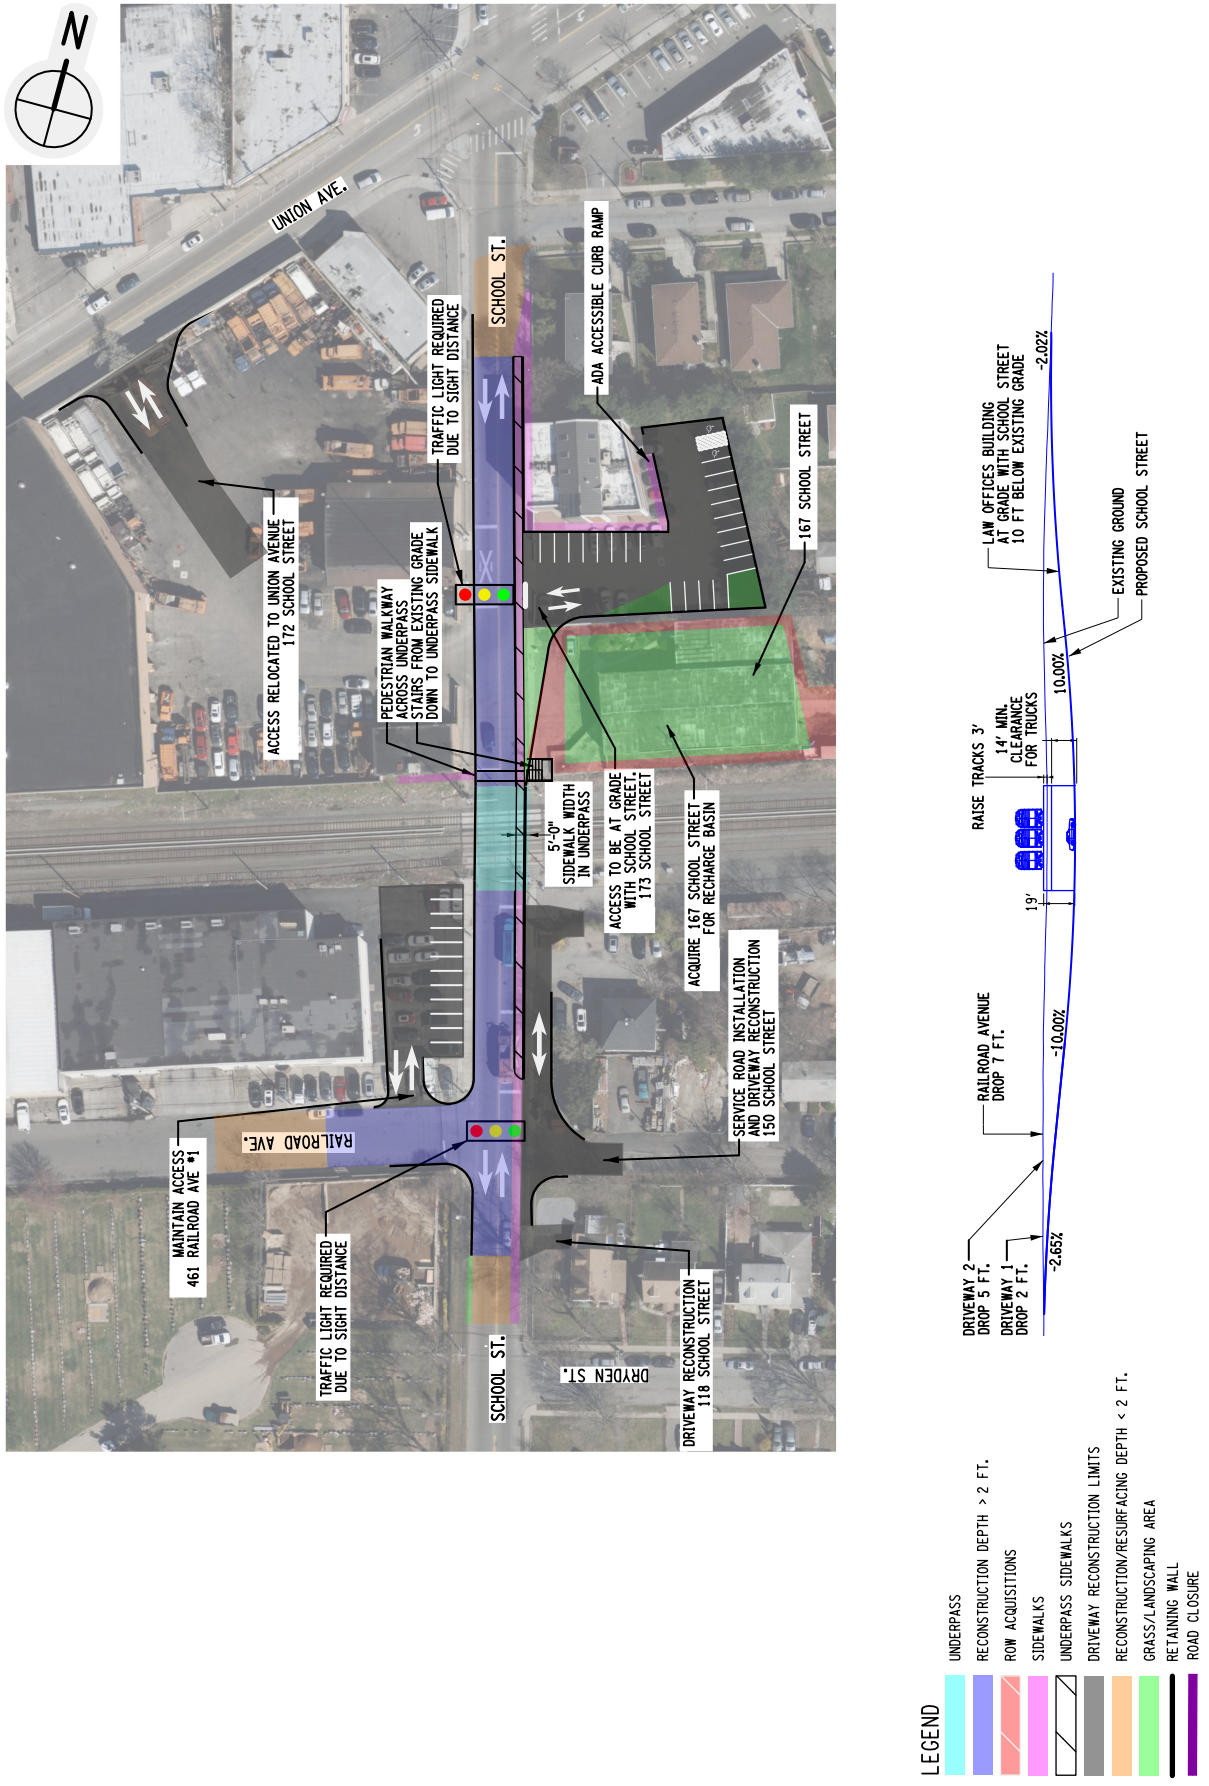 N
UNION AVE.
SCHOOL ST.
TRAFFIC LIGHT REQUIRED
DUE TO SIGHT DISTANCE
ADA ACCESSIBLE CURB RAMP
167 SCHOOL STREET
ACCESS RELOCATED TO UNION AVENUE
172 SCHOOL STREET
PEDESTRIAN WALKWAY
ACROSS UNDERPASS
STAIRS FROM EXISTING GRADE
DOWN TO UNDERPASS SIDEWALK
5'-0"
SIDEWALK WIDTH
IN UNDERPASS
ACCESS TO BE AT GRADE
WITH SCHOOL STREET.
173 SCHOOL STREET
ACQUIRE 167 SCHOOL STREET
FOR RECHARGE BASIN
SERVICE ROAD INSTALLATION
AND DRIVEWAY RECONSTRUCTION
150 SCHOOL STREET
MAINTAIN ACCESS
461 RAILROAD AVE #1
RAILROAD AVE.
TRAFFIC LIGHT REQUIRED
DUE TO SIGHT DISTANCE
SCHOOL ST.
DRYDEN ST.
DRIVEWAY RECONSTRUCTION
118 SCHOOL STREET
DRIVEWAY 2
DROP 5 FT.
DRIVEWAY 1
DROP 2 FT.
-2.65%
RAILROAD AVENUE
DROP 7 FT.
-10.00%
19'
RAISE TRACKS 3'
14' MIN.
CLEARANCE
FOR TRUCKS
10.00%
LAW OFFICES BUILDING
AT GRADE WITH SCHOOL STREET
10 FT BELOW EXISTING GRADE
-2.02%
EXISTING GROUND
PROPOSED SCHOOL STREET
LEGEND
UNDERPASS
RECONSTRUCTION DEPTH > 2 FT.
ROW ACQUISITIONS
SIDEWALKS
UNDERPASS SIDEWALKS
DRIVEWAY RECONSTRUCTION LIMITS
RECONSTRUCTION/RESURFACING DEPTH < 2 FT.
GRASS/LANDSCAPING AREA
RETAINING WALL
ROAD CLOSURE